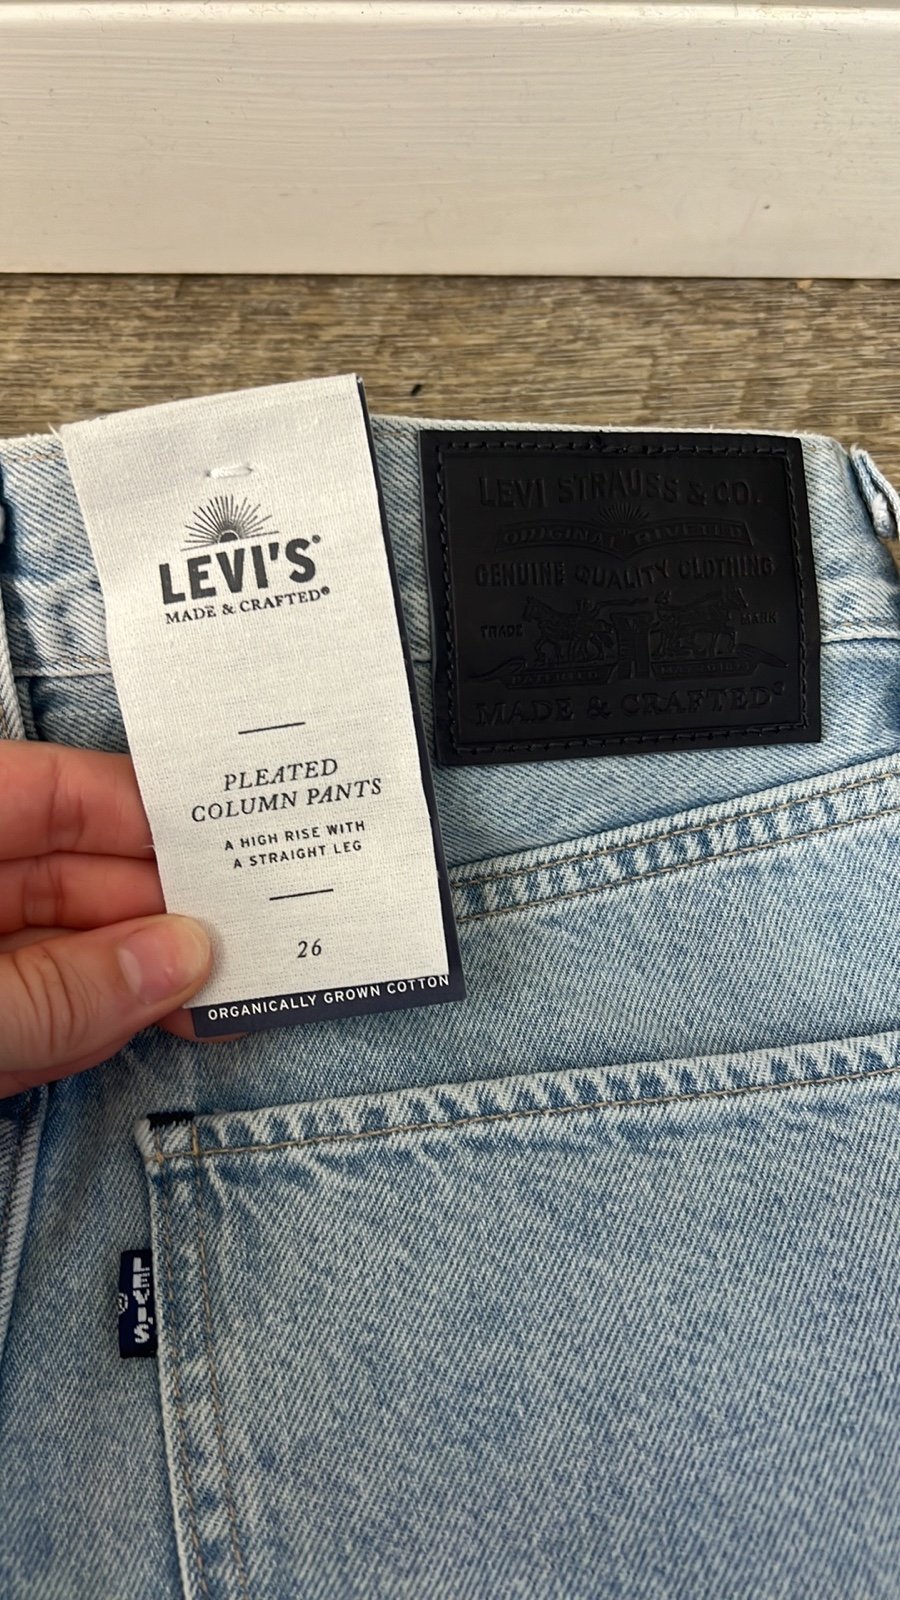 LEVI'S®
MADE & CRAFTED®
PLEATED
COLUMN PANTS
A HIGH RISE WITH
A STRAIGHT LEG
26
ORGANICALLY GROWN COTTON
LEVI STRAUSS & CO.
ORIGINAL RIVETED
GENUINE QUALITY CLOTHING
TRADE MARK
PATENTED
MADE & CRAFTED®
LEVI'S